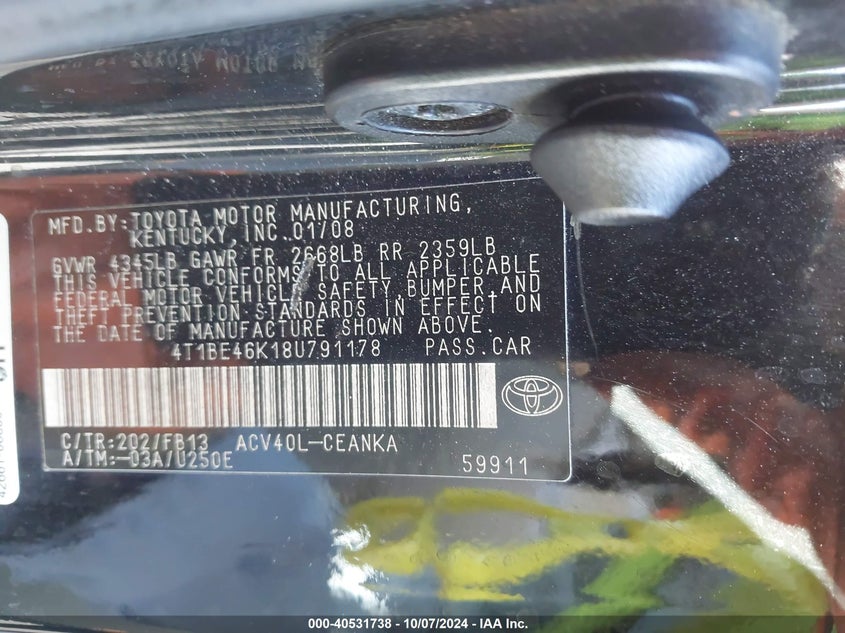 MFD.BY:TOYOTA MOTOR MANUFACTURING,
KENTUCKY, INC. 01/08
GVWR 4345LB GAWR FR 2668LB RR 2359LB
THIS VEHICLE CONFORMS TO ALL APPLICABLE
FEDERAL MOTOR VEHICLE SAFETY, BUMPER, AND
THEFT PREVENTION STANDARDS IN EFFECT ON
THE DATE OF MANUFACTURE SHOWN ABOVE.
4T1BE46K18U791178 PASS.CAR
C/TR:202/FB13 ACV40L-CEANKA
A/TM:-03A/U250E 59911
000-40531738 - 10/07/2024 - IAA Inc.